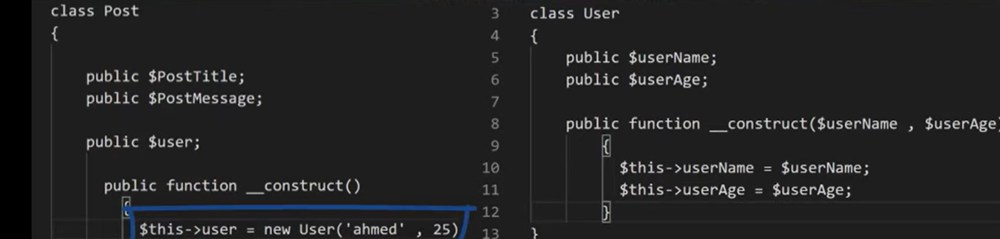 class Post
{
public $PostTitle;
public $PostMessage;
public $user;
public function __construct()
{
$this->user = new User('ahmed' , 25)
3 class User
4 {
5 public $userName;
6 public $userAge;
7
8 public function __construct($userName , $userAge)
9 {
10 $this->userName = $userName;
11 $this->userAge = $userAge;
12 }
13 }